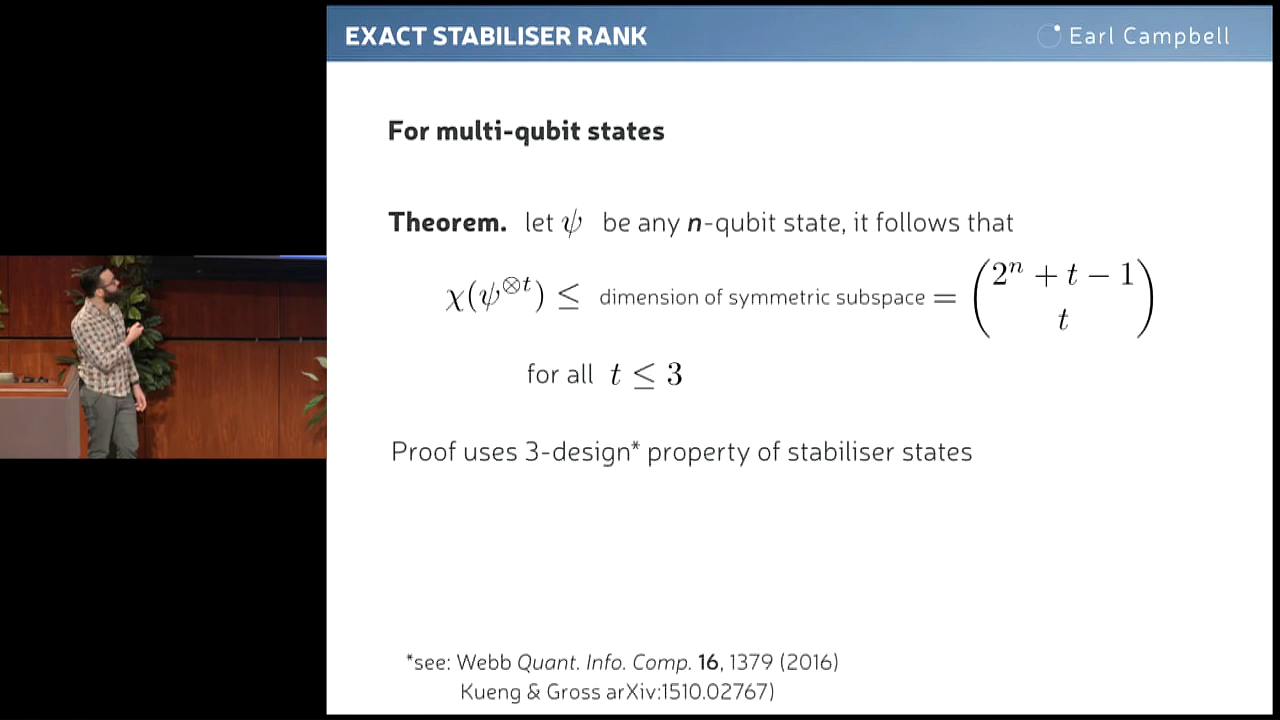 EXACT STABILISER RANK
Earl Campbell
For multi-qubit states
Theorem. let ψ be any n-qubit state, it follows that
χ(ψ^{⊗t}) ≤ dimension of symmetric subspace = \binom{2^n + t − 1}{t}
for all t ≤ 3
Proof uses 3-design* property of stabiliser states
*see: Webb Quant. Info. Comp. 16, 1379 (2016)
Kueng & Gross arXiv:1510.02767)